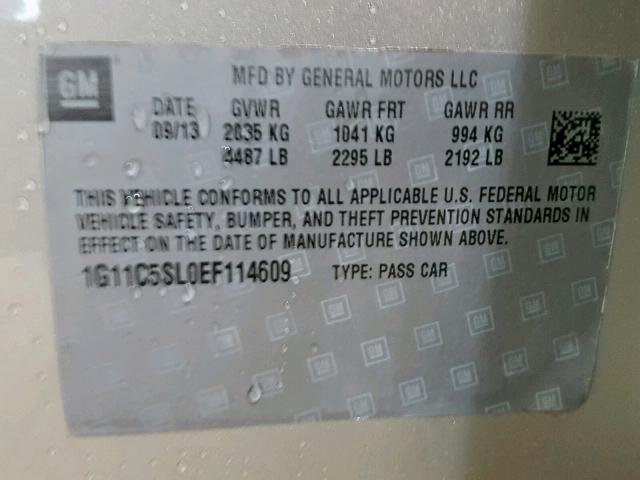 GM
MFD BY GENERAL MOTORS LLC
DATE GVWR GAWR FRT GAWR RR
09/13 2035 KG 1041 KG 994 KG
4487 LB 2295 LB 2192 LB
THIS VEHICLE CONFORMS TO ALL APPLICABLE U.S. FEDERAL MOTOR
VEHICLE SAFETY, BUMPER, AND THEFT PREVENTION STANDARDS IN
EFFECT ON THE DATE OF MANUFACTURE SHOWN ABOVE.
1G11C5SL0EF114609 TYPE: PASS CAR